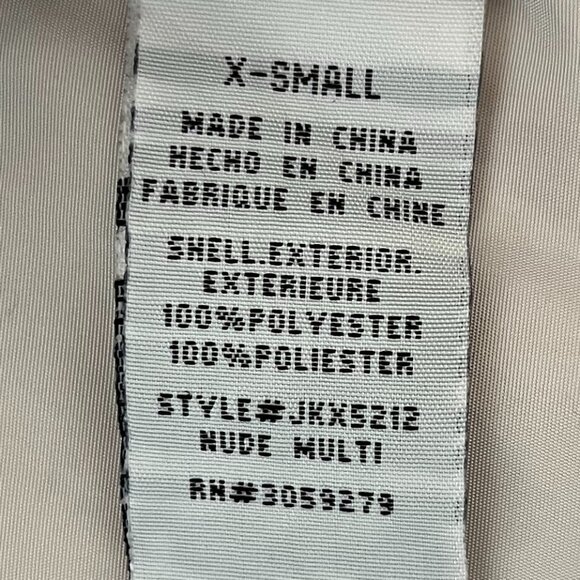 X-SMALL
MADE IN CHINA
HECHO EN CHINA
FABRIQUE EN CHINE
SHELL.EXTERIOR.
EXTERIEURE
100%POLYESTER
100%POLIESTER
STYLE#JKX5212
NUDE MULTI
RN#3059279